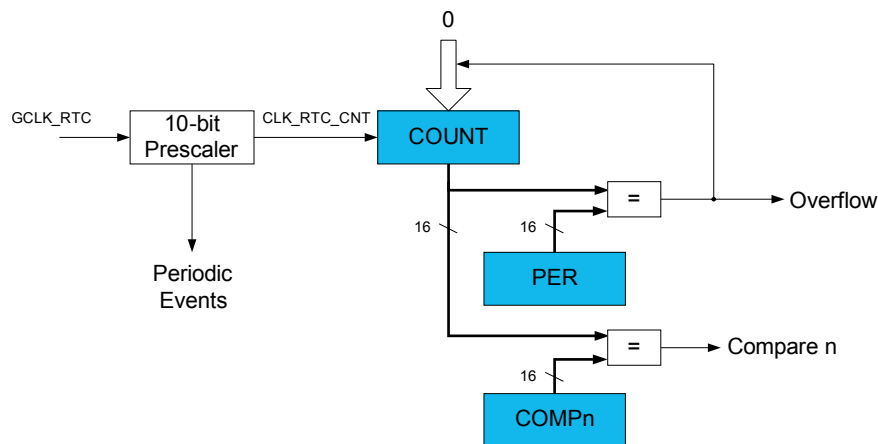 0
GCLK_RTC
10-bit
Prescaler
CLK_RTC_CNT
COUNT
Periodic
Events
16
=
Overflow
16
PER
=
Compare n
16
COMPn